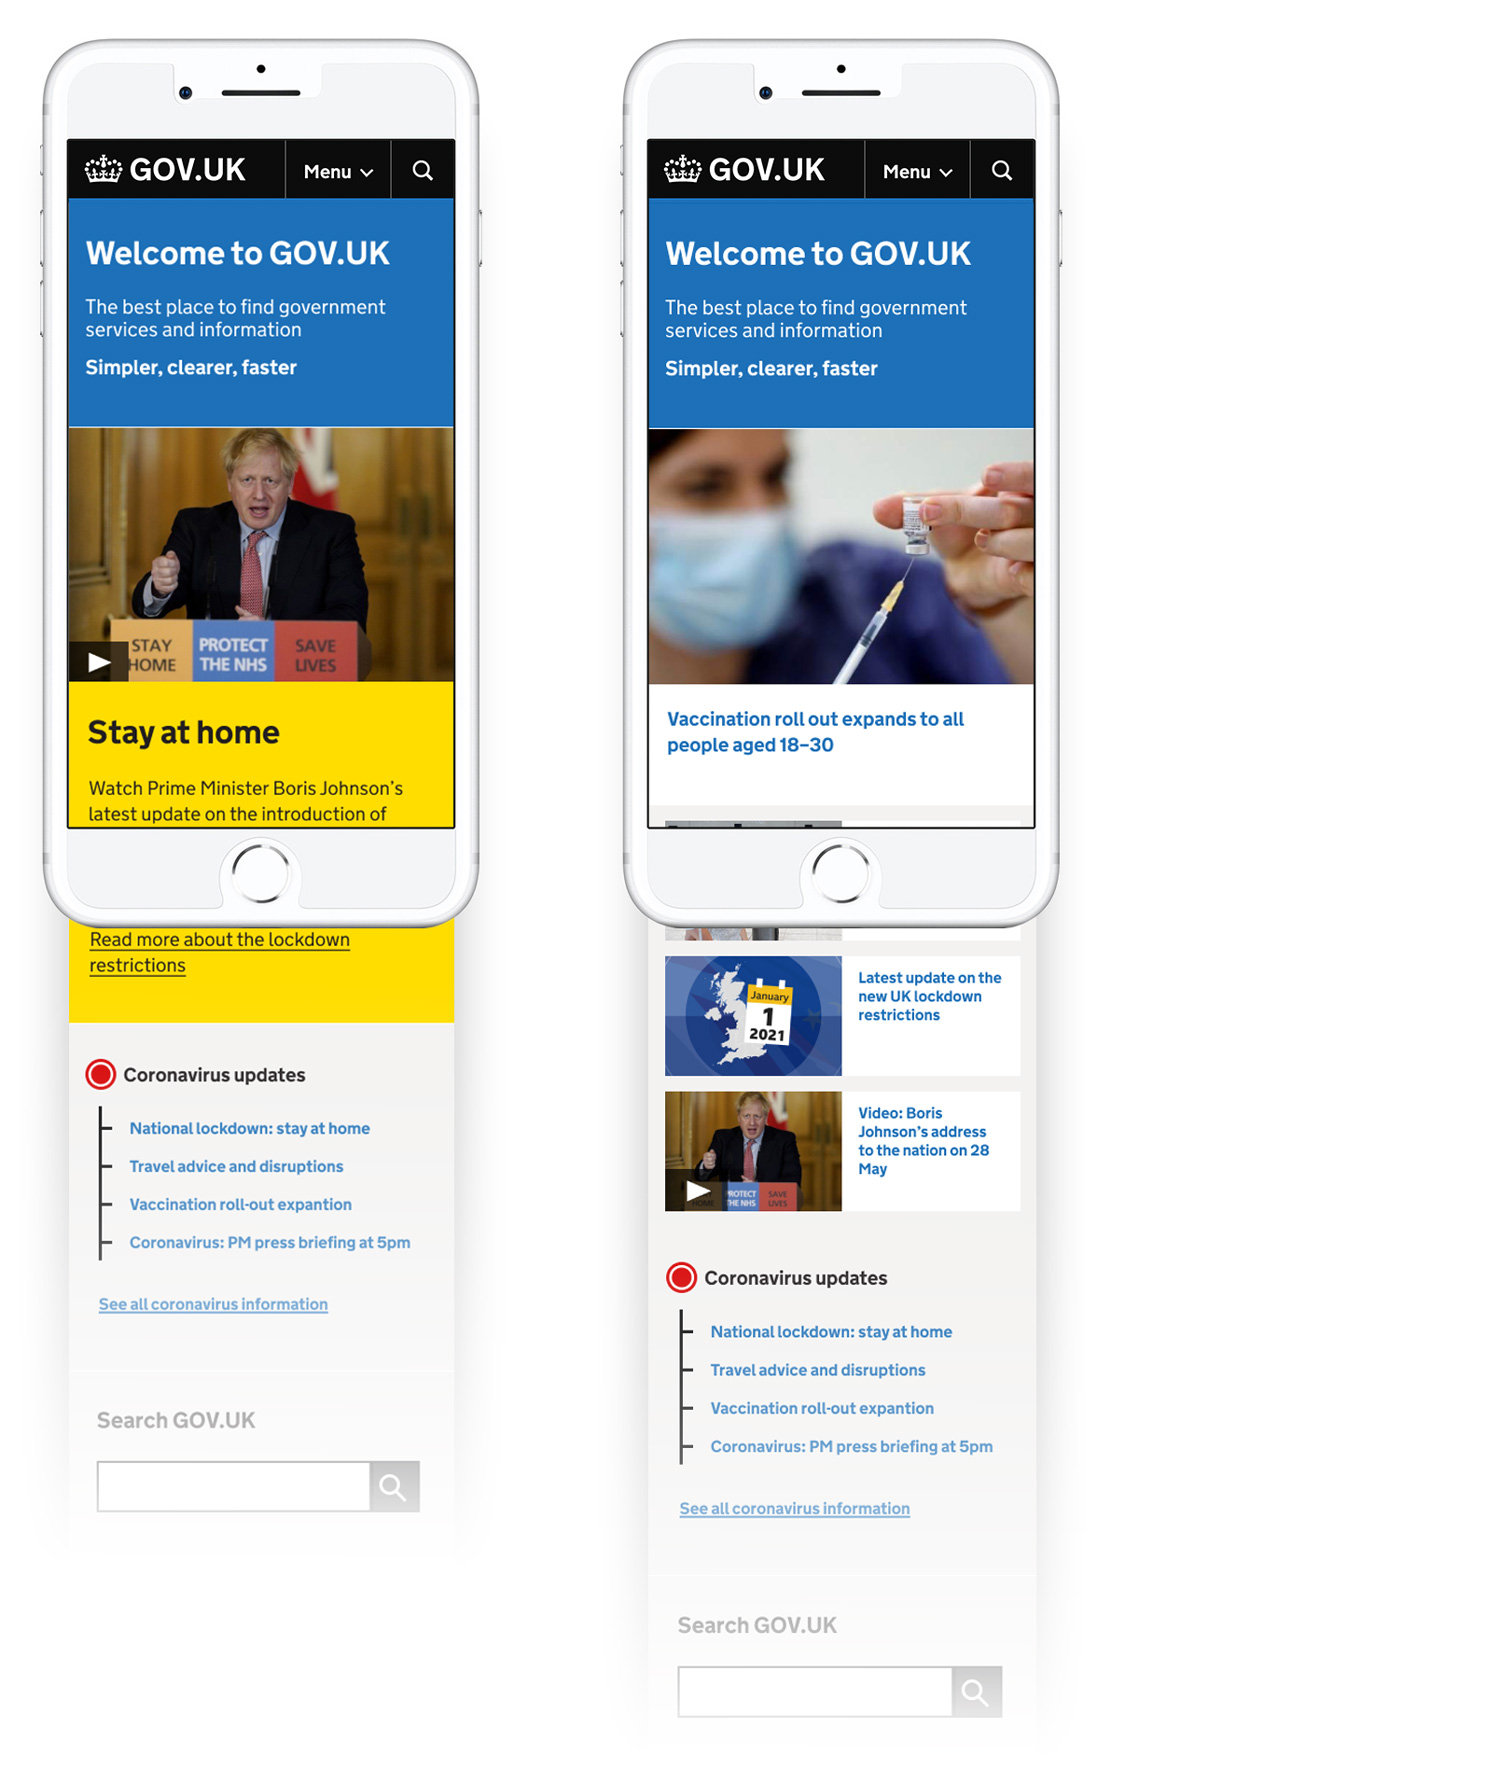 GOV.UK
Menu
Welcome to GOV.UK
The best place to find government
services and information
Simpler, clearer, faster
STAY
HOME
PROTECT
THE NHS
SAVE
LIVES
Stay at home
Watch Prime Minister Boris Johnson's
latest update on the introduction of
Read more about the lockdown
restrictions
Coronavirus updates
National lockdown: stay at home
Travel advice and disruptions
Vaccination roll-out expantion
Coronavirus: PM press briefing at 5pm
See all coronavirus information
Search GOV.UK
GOV.UK
Menu
Welcome to GOV.UK
The best place to find government
services and information
Simpler, clearer, faster
Vaccination roll out expands to all
people aged 18–30
January
1
2021
Latest update on the
new UK lockdown
restrictions
HOME
PROTECT
THE NHS
SAVE
LIVES
Video: Boris
Johnson's address
to the nation on 28
May
Coronavirus updates
National lockdown: stay at home
Travel advice and disruptions
Vaccination roll-out expantion
Coronavirus: PM press briefing at 5pm
See all coronavirus information
Search GOV.UK